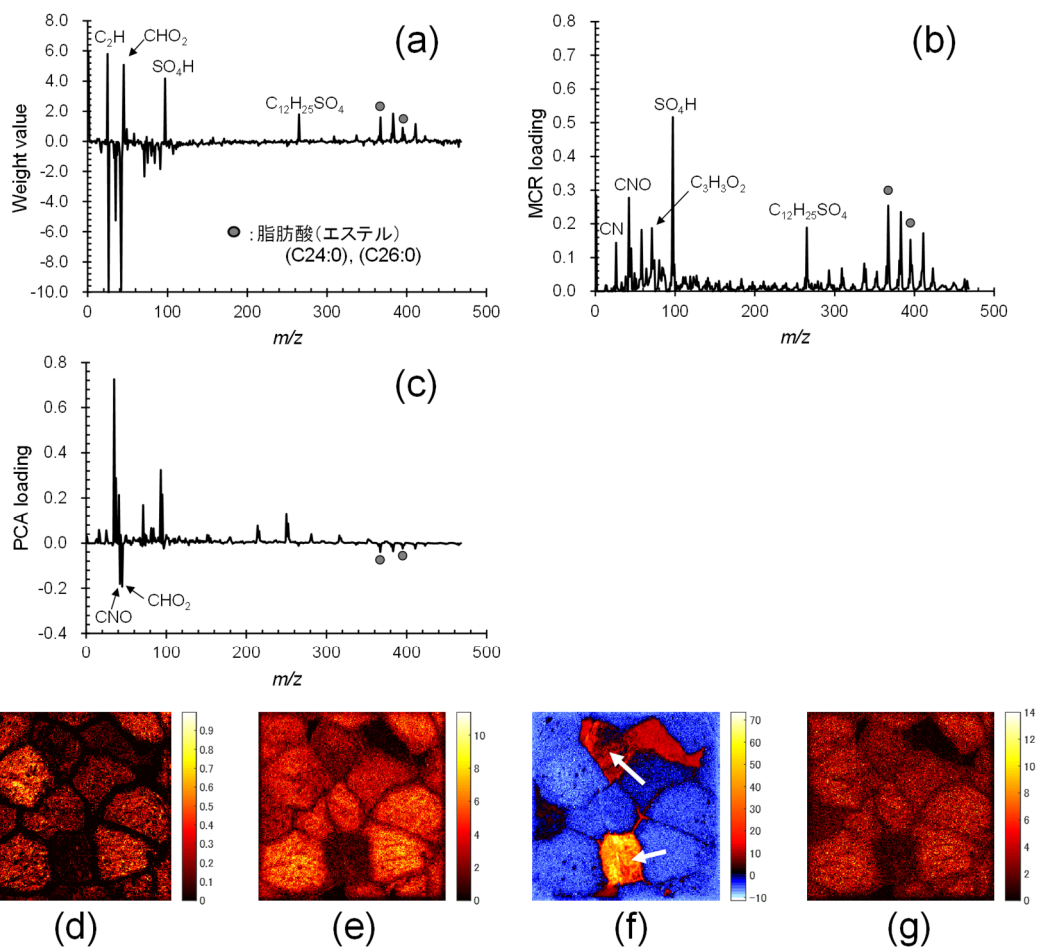 (a)
8.0
6.0
4.0
2.0
0.0
-2.0
-4.0
-6.0
-8.0
-10.0
Weight value
C₂H
CHO₂
SO₄H
C₁₂H₂₅SO₄
:脂肪酸(エステル)
(C24:0), (C26:0)
0 100 200 300 400 500
m/z
(b)
0.8
0.7
0.6
0.5
0.4
0.3
0.2
0.1
0.0
MCR loading
SO₄H
CNO
C₃H₃O₂
CN
C₁₂H₂₅SO₄
0 100 200 300 400 500
m/z
(c)
0.8
0.6
0.4
0.2
0.0
-0.2
-0.4
PCA loading
CHO₂
CNO
0 100 200 300 400 500
m/z
0.9
0.8
0.7
0.6
0.5
0.4
0.3
0.2
0.1
0
10
8
6
4
2
0
70
60
50
40
30
20
10
0
-10
14
12
10
8
6
4
2
0
(d) (e) (f) (g)